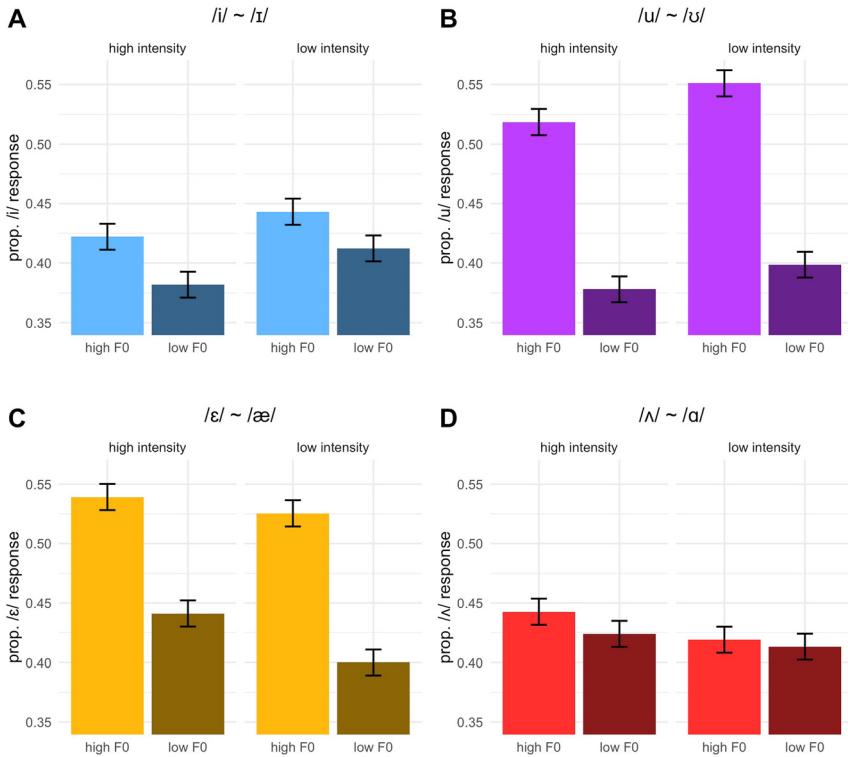 A
/i/ ~ /ɪ/
high intensity
low intensity
prop. /i/ response
0.55
0.50
0.45
0.40
0.35
high F0
low F0
high F0
low F0
B
/u/ ~ /ʊ/
high intensity
low intensity
prop. /u/ response
0.55
0.50
0.45
0.40
0.35
high F0
low F0
high F0
low F0
C
/ɛ/ ~ /æ/
high intensity
low intensity
prop. /ɛ/ response
0.55
0.50
0.45
0.40
0.35
high F0
low F0
high F0
low F0
D
/ʌ/ ~ /ɑ/
high intensity
low intensity
prop. /ʌ/ response
0.55
0.50
0.45
0.40
0.35
high F0
low F0
high F0
low F0